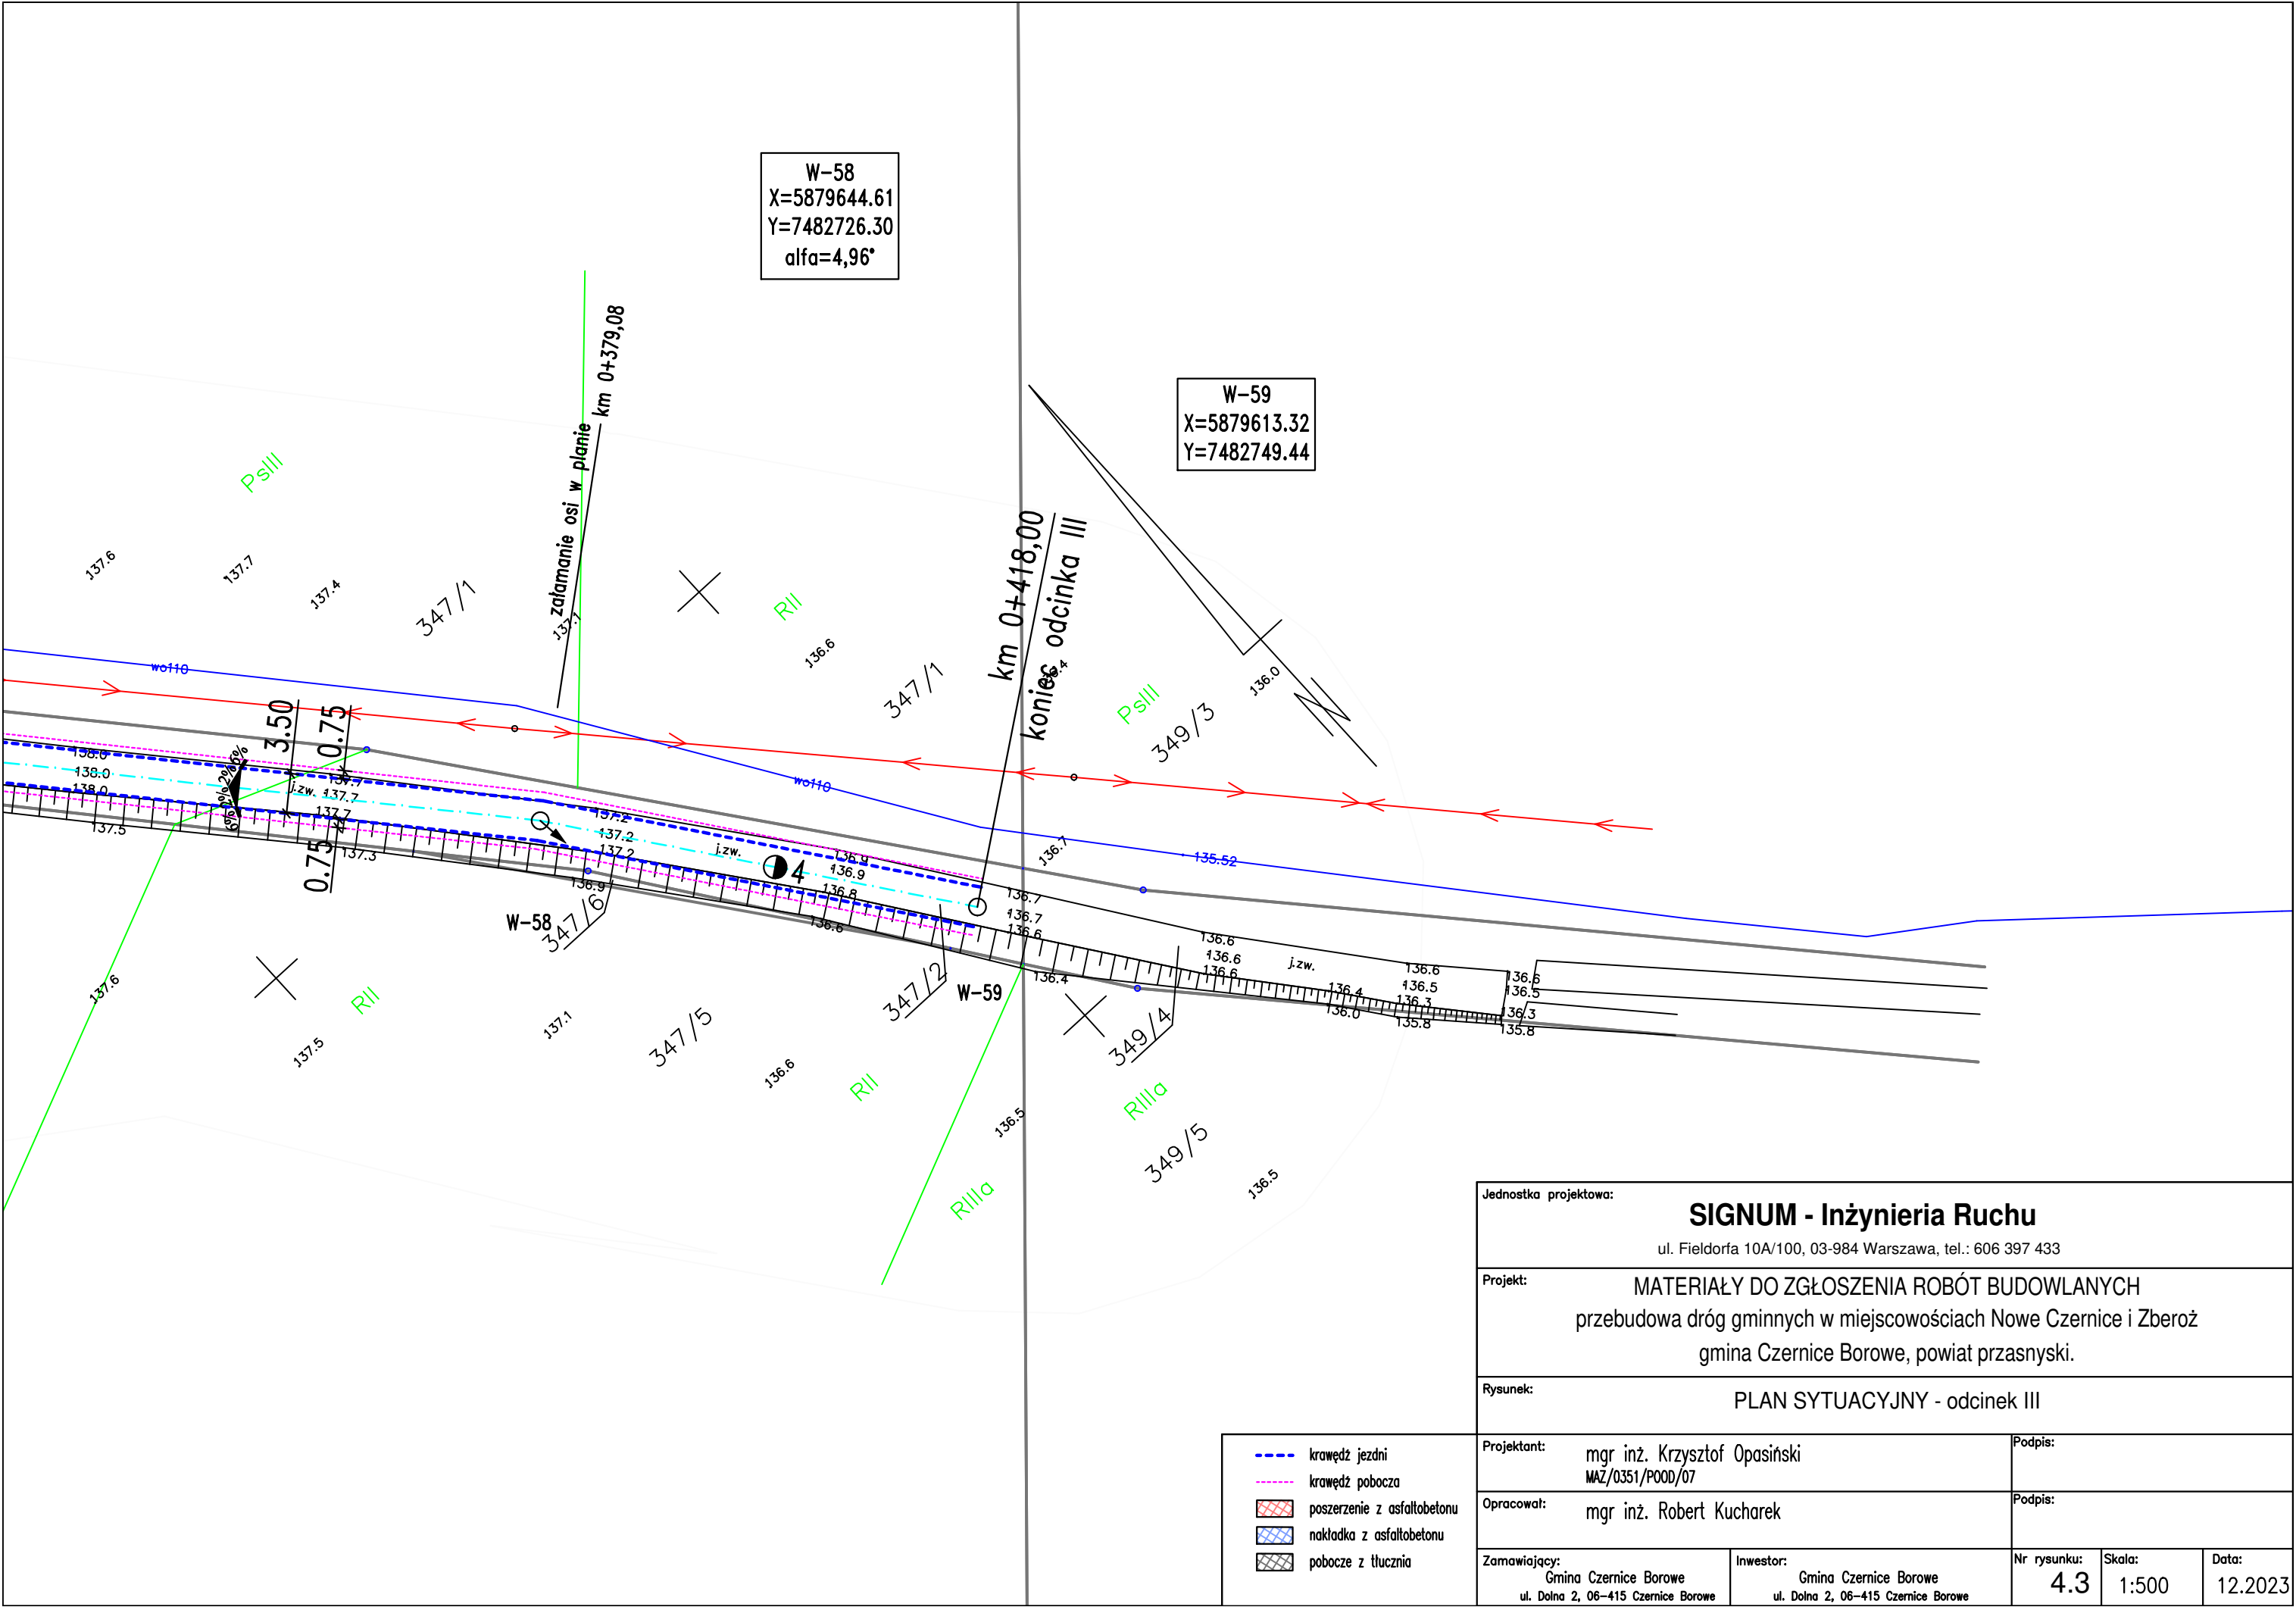 W-58
X=5879644.61
Y=7482726.30
alfa=4,96°
W-59
X=5879613.32
Y=7482749.44
załamanie osi w planie km 0+379,08
km 0+418,00
koniec odcinka III
PsIII
137.6
137.7
137.4
347/1
137.1
RII
136.6
347/1
PsIII
349/3
136.0
wo110
3.50
0.75
138.0
138.0
138.0
j.zw.
137.7
137.7
137.7
137.5
0.75
137.3
wo110
137.2
137.2
137.2
j.zw.
4
136.9
136.9
136.8
136.9
136.6
136.7
135.52
136.7
136.7
136.6
136.4
136.6
136.6
136.6
j.zw.
136.4
136.0
136.6
136.5
136.3
135.8
136.6
136.5
136.3
135.8
W-58
347/6
347/2
W-59
349/4
137.6
RII
137.5
137.1
347/5
136.6
RII
136.5
RIIIa
RIIIa
349/5
136.5
krawędź jezdni
krawędź pobocza
poszerzenie z asfaltobetonu
nakładka z asfaltobetonu
pobocze z tłucznia
Jednostka projektowa:
SIGNUM - Inżynieria Ruchu
ul. Fieldorfa 10A/100, 03-984 Warszawa, tel.: 606 397 433
Projekt:
MATERIAŁY DO ZGŁOSZENIA ROBÓT BUDOWLANYCH
przebudowa dróg gminnych w miejscowościach Nowe Czernice i Zberoż
gmina Czernice Borowe, powiat przasnyski.
Rysunek:
PLAN SYTUACYJNY - odcinek III
Projektant:
mgr inż. Krzysztof Opasiński
MAZ/0351/POOD/07
Podpis:
Opracował:
mgr inż. Robert Kucharek
Podpis:
Zamawiający:
Gmina Czernice Borowe
ul. Dolna 2, 06-415 Czernice Borowe
Inwestor:
Gmina Czernice Borowe
ul. Dolna 2, 06-415 Czernice Borowe
Nr rysunku:
4.3
Skala:
1:500
Data:
12.2023